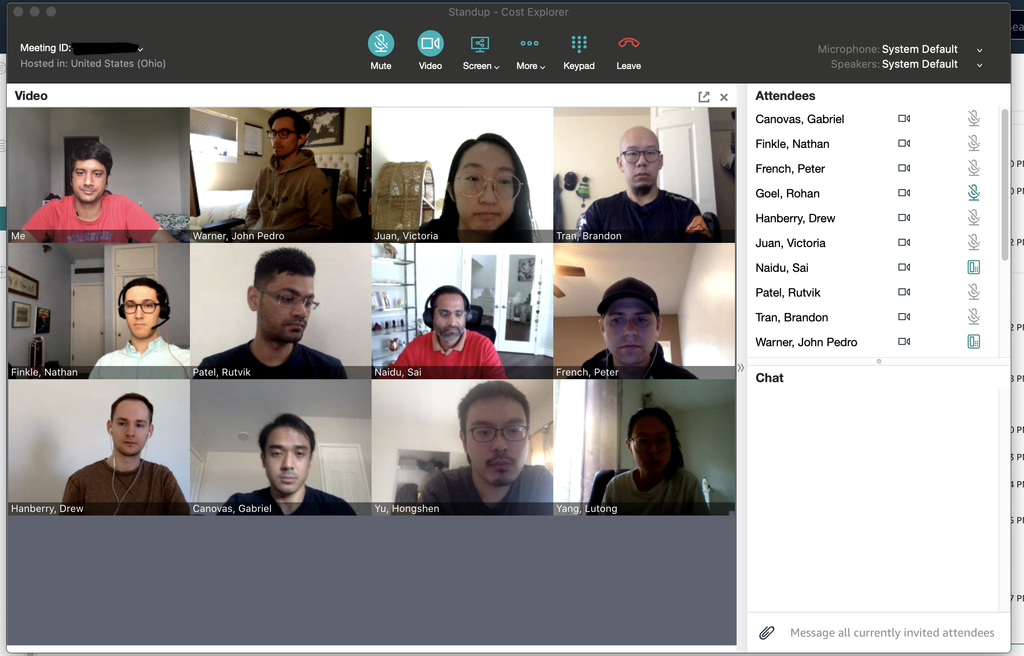 Standup - Cost Explorer
Meeting ID:
Hosted in: United States (Ohio)
Mute
Video
Screen
More
Keypad
Leave
Microphone: System Default
Speakers: System Default
Video
Me
Warner, John Pedro
Juan, Victoria
Tran, Brandon
Finkle, Nathan
Patel, Rutvik
Naidu, Sai
French, Peter
Hanberry, Drew
Canovas, Gabriel
Yu, Hongshen
Yang, Lutong
Attendees
Canovas, Gabriel
Finkle, Nathan
French, Peter
Goel, Rohan
Hanberry, Drew
Juan, Victoria
Naidu, Sai
Patel, Rutvik
Tran, Brandon
Warner, John Pedro
Chat
Message all currently invited attendees